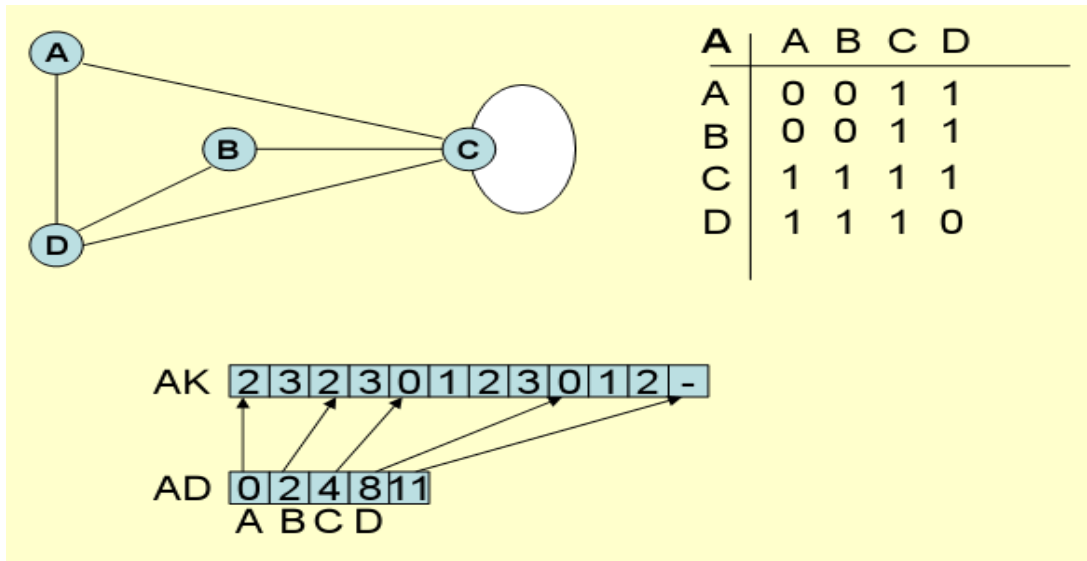 A
B
C
D
A A B C D
A 0 0 1 1
B 0 0 1 1
C 1 1 1 1
D 1 1 1 0
AK 2 3 2 3 0 1 2 3 0 1 2 -
AD 0 2 4 8 11
A B C D